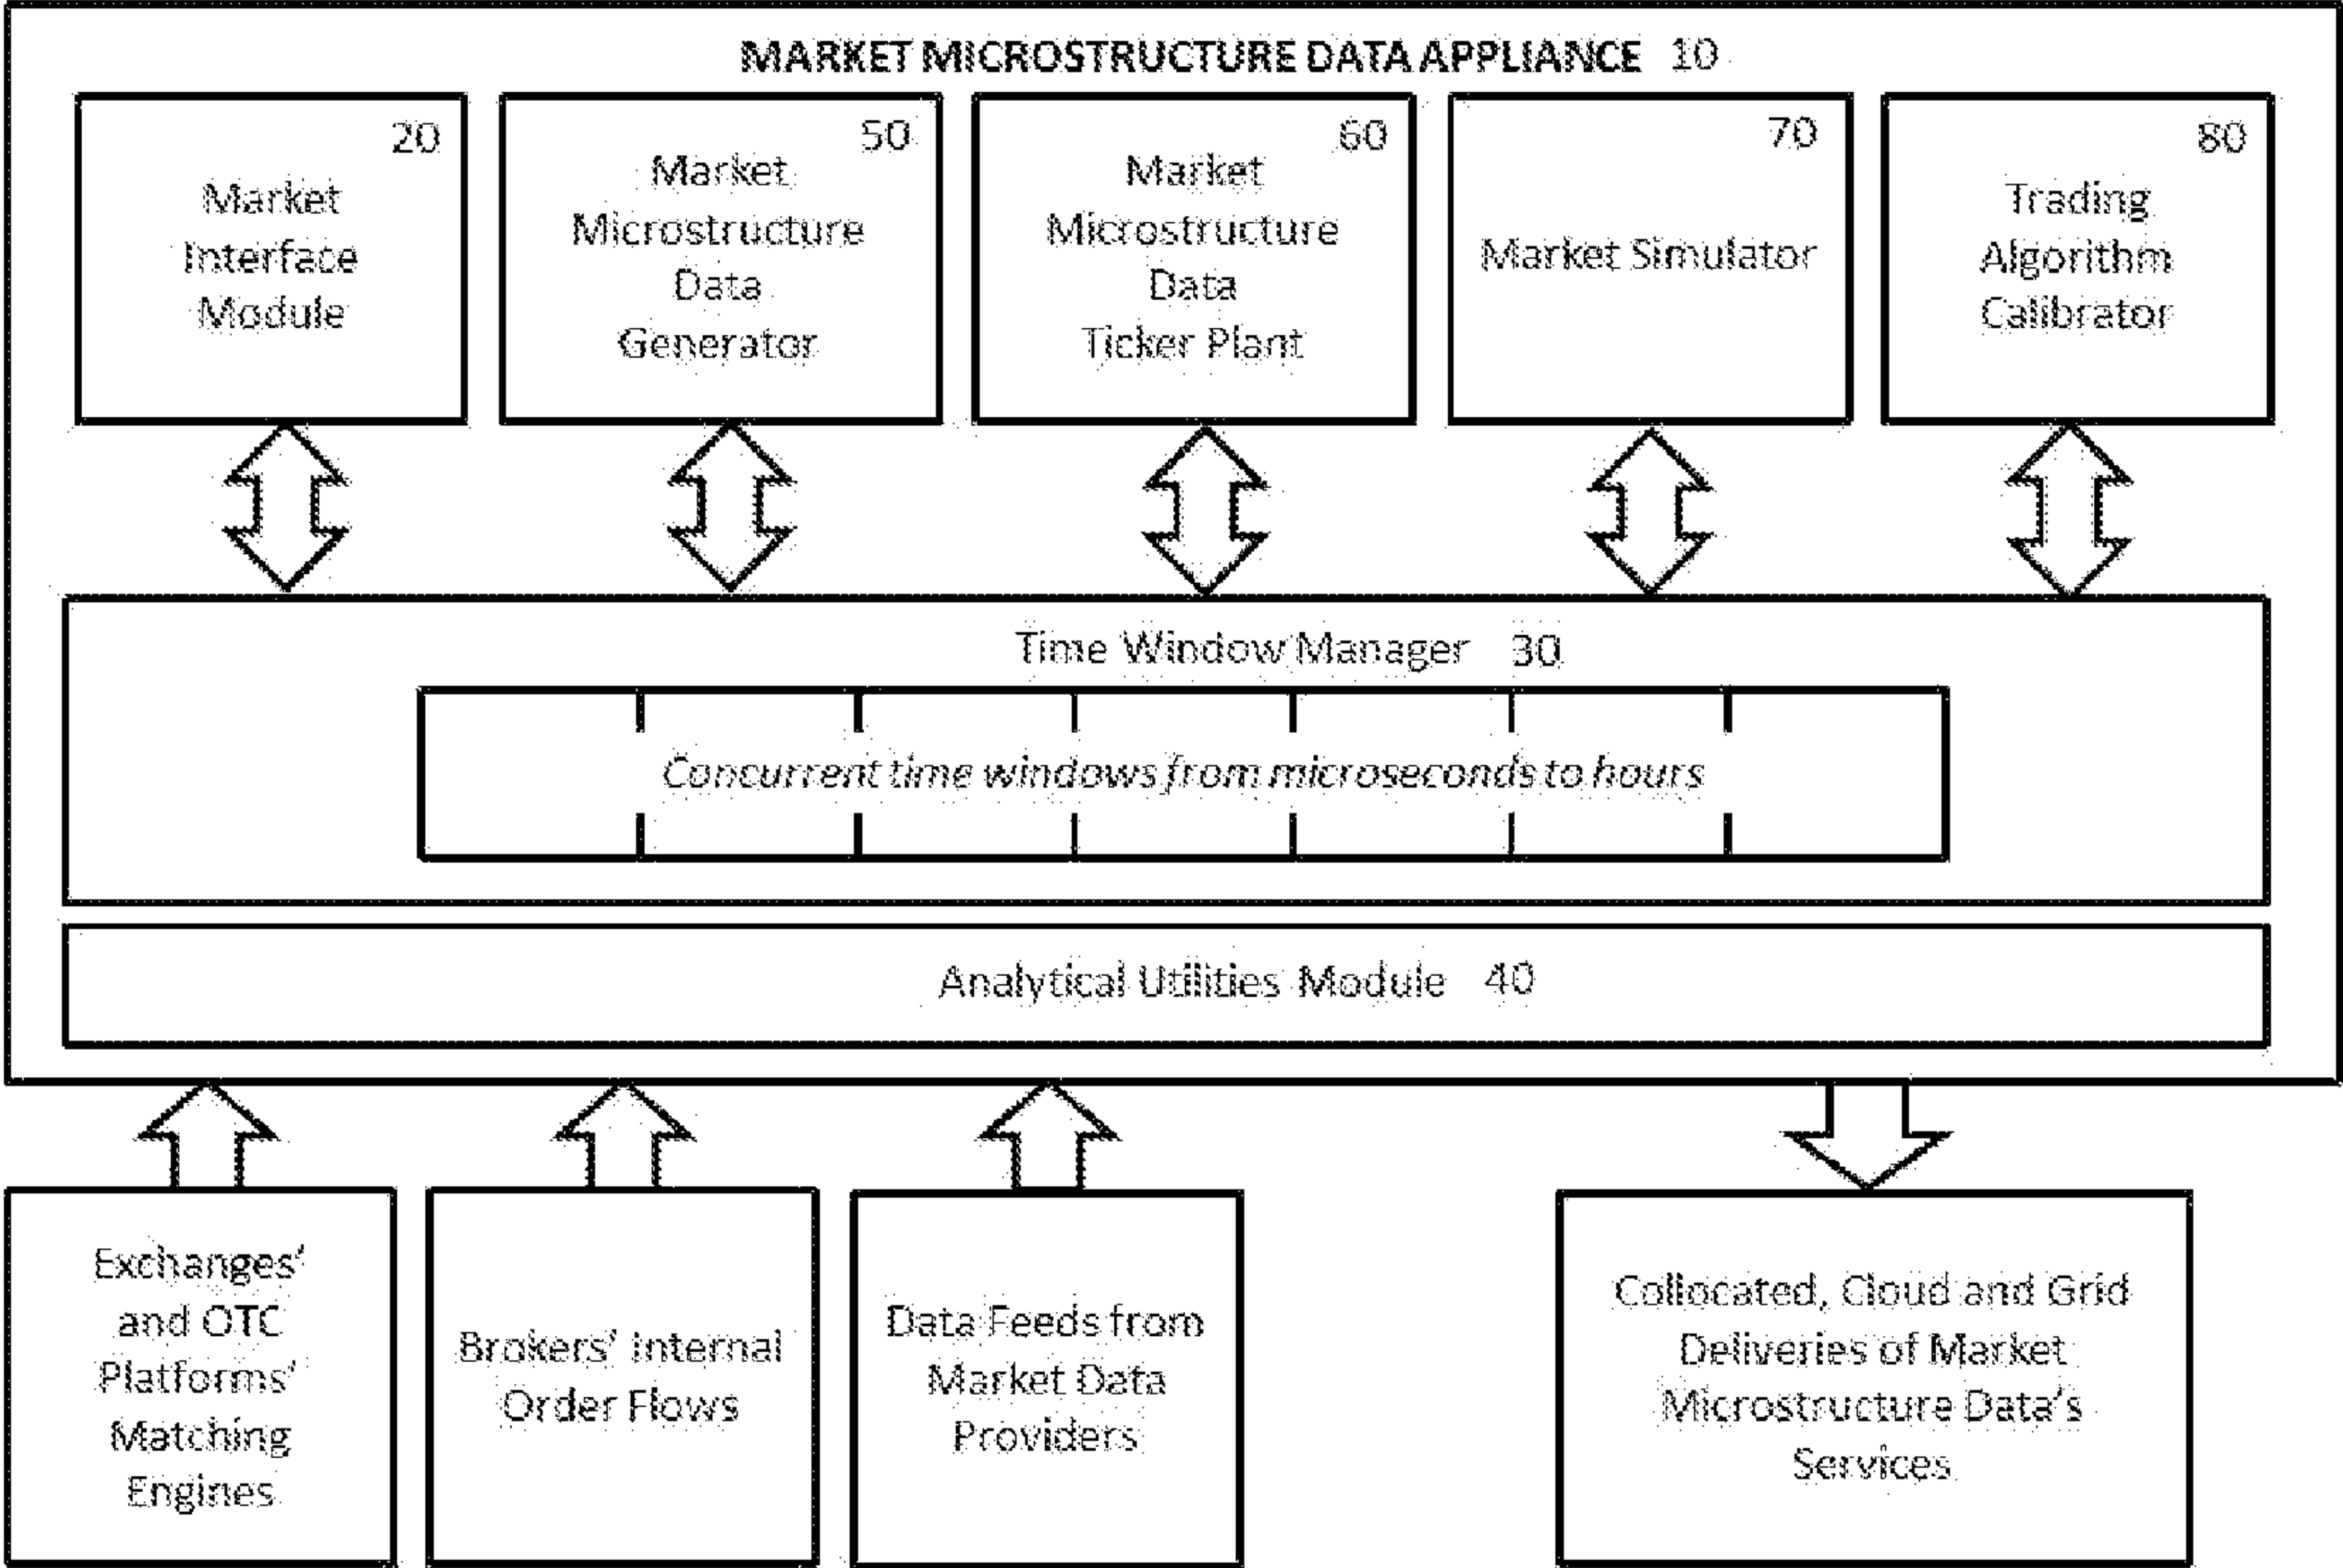 MARKET MICROSTRUCTURE DATA APPLIANCE 10
20
Market
Interface
Module
50
Market
Microstructure
Data
Generator
60
Market
Microstructure
Data
Ticker Plant
70
Market Simulator
80
Trading
Algorithm
Calibrator
Time Window Manager 30
Concurrent time windows from microseconds to hours
Analytical Utilities Module 40
Exchanges'
and OTC
Platforms'
Matching
Engines
Brokers' Internal
Order Flows
Data Feeds from
Market Data
Providers
Collocated, Cloud and Grid
Deliveries of Market
Microstructure Data's
Services